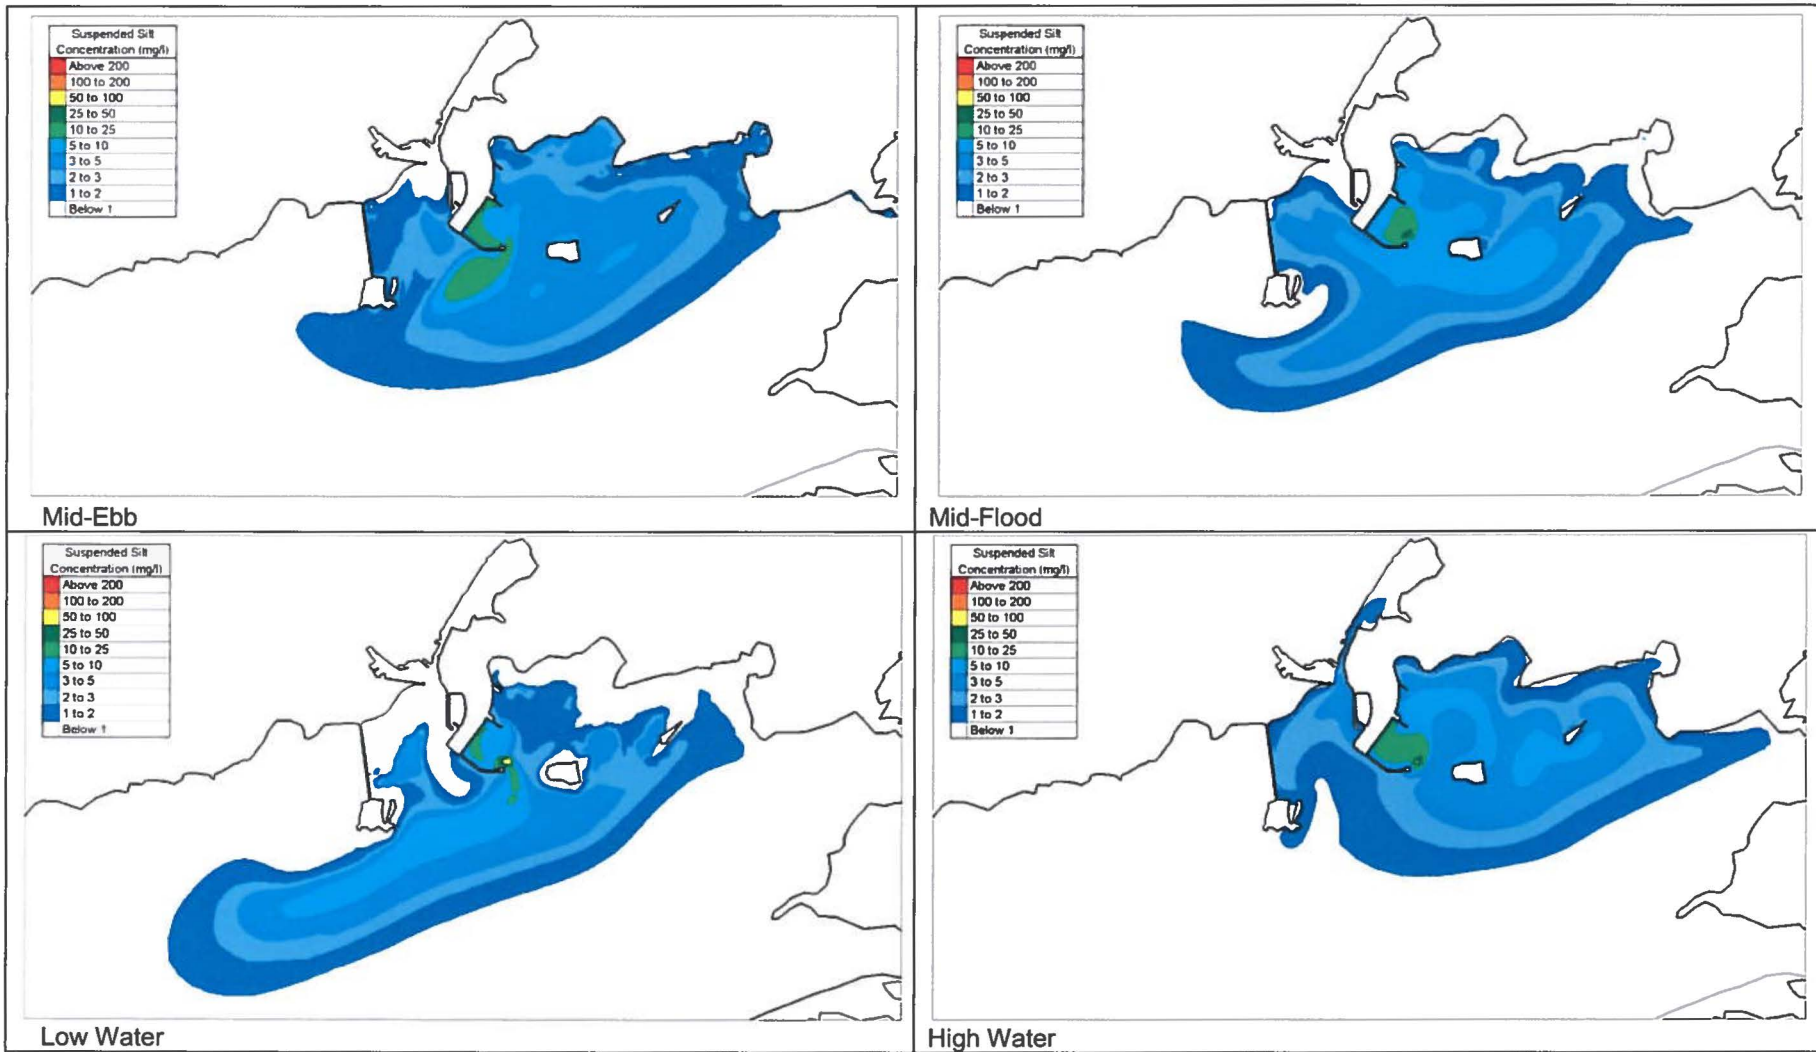 Suspended Silt
Concentration (mg/l)
Above 200
100 to 200
50 to 100
25 to 50
10 to 25
5 to 10
3 to 5
2 to 3
1 to 2
Below 1
Mid-Ebb
Suspended Silt
Concentration (mg/l)
Above 200
100 to 200
50 to 100
25 to 50
10 to 25
5 to 10
3 to 5
2 to 3
1 to 2
Below 1
Mid-Flood
Suspended Silt
Concentration (mg/l)
Above 200
100 to 200
50 to 100
25 to 50
10 to 25
5 to 10
3 to 5
2 to 3
1 to 2
Below 1
Low Water
Suspended Silt
Concentration (mg/l)
Above 200
100 to 200
50 to 100
25 to 50
10 to 25
5 to 10
3 to 5
2 to 3
1 to 2
Below 1
High Water